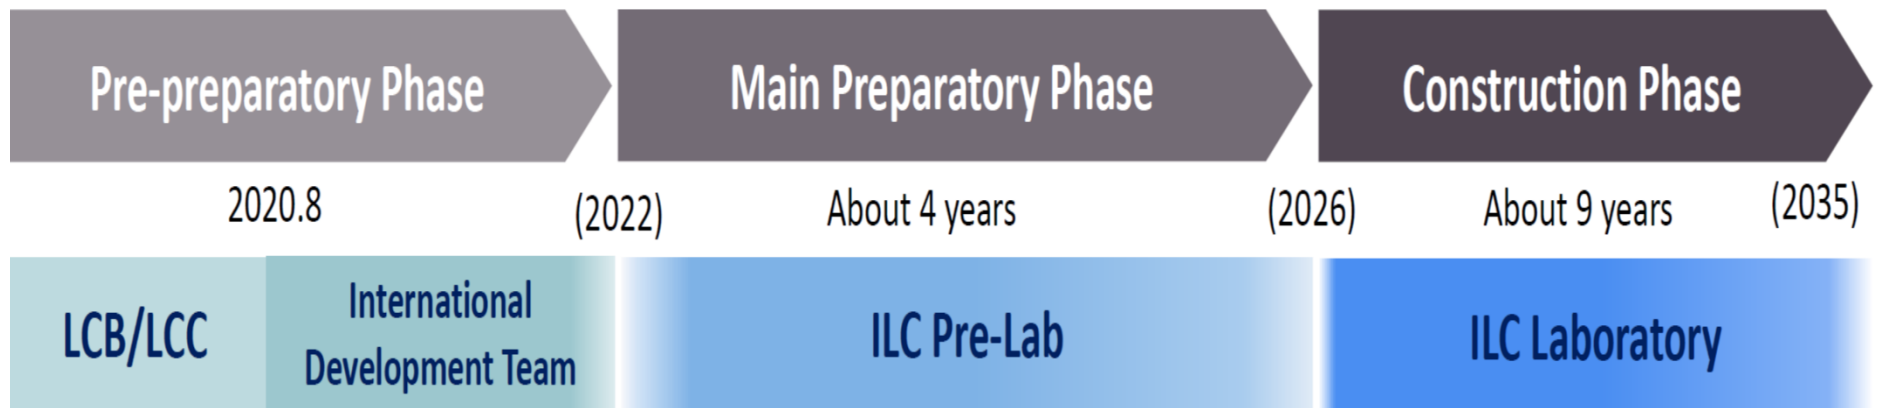 Pre-preparatory Phase
Main Preparatory Phase
Construction Phase
2020.8
(2022)
About 4 years
(2026)
About 9 years
(2035)
LCB/LCC
International
Development Team
ILC Pre-Lab
ILC Laboratory